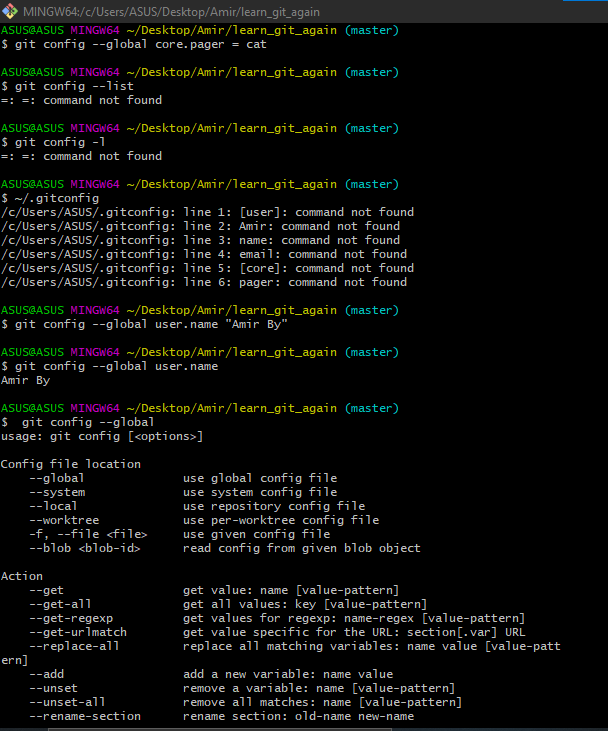 MINGW64:/c/Users/ASUS/Desktop/Amir/learn_git_again
ASUS@ASUS MINGW64 ~/Desktop/Amir/learn_git_again (master)
$ git config --global core.pager = cat
ASUS@ASUS MINGW64 ~/Desktop/Amir/learn_git_again (master)
$ git config --list
=: =: command not found
ASUS@ASUS MINGW64 ~/Desktop/Amir/learn_git_again (master)
$ git config -l
=: =: command not found
ASUS@ASUS MINGW64 ~/Desktop/Amir/learn_git_again (master)
$ ~/.gitconfig
/c/Users/ASUS/.gitconfig: line 1: [user]: command not found
/c/Users/ASUS/.gitconfig: line 2: Amir: command not found
/c/Users/ASUS/.gitconfig: line 3: name: command not found
/c/Users/ASUS/.gitconfig: line 4: email: command not found
/c/Users/ASUS/.gitconfig: line 5: [core]: command not found
/c/Users/ASUS/.gitconfig: line 6: pager: command not found
ASUS@ASUS MINGW64 ~/Desktop/Amir/learn_git_again (master)
$ git config --global user.name "Amir By"
ASUS@ASUS MINGW64 ~/Desktop/Amir/learn_git_again (master)
$ git config --global user.name
Amir By
ASUS@ASUS MINGW64 ~/Desktop/Amir/learn_git_again (master)
$  git config --global
usage: git config [<options>]
Config file location
    --global              use global config file
    --system              use system config file
    --local               use repository config file
    --worktree            use per-worktree config file
    -f, --file <file>     use given config file
    --blob <blob-id>      read config from given blob object
Action
    --get                 get value: name [value-pattern]
    --get-all             get all values: key [value-pattern]
    --get-regexp          get values for regexp: name-regex [value-pattern]
    --get-urlmatch        get value specific for the URL: section[.var] URL
    --replace-all         replace all matching variables: name value [value-patt
ern]
    --add                 add a new variable: name value
    --unset               remove a variable: name [value-pattern]
    --unset-all           remove all matches: name [value-pattern]
    --rename-section      rename section: old-name new-name